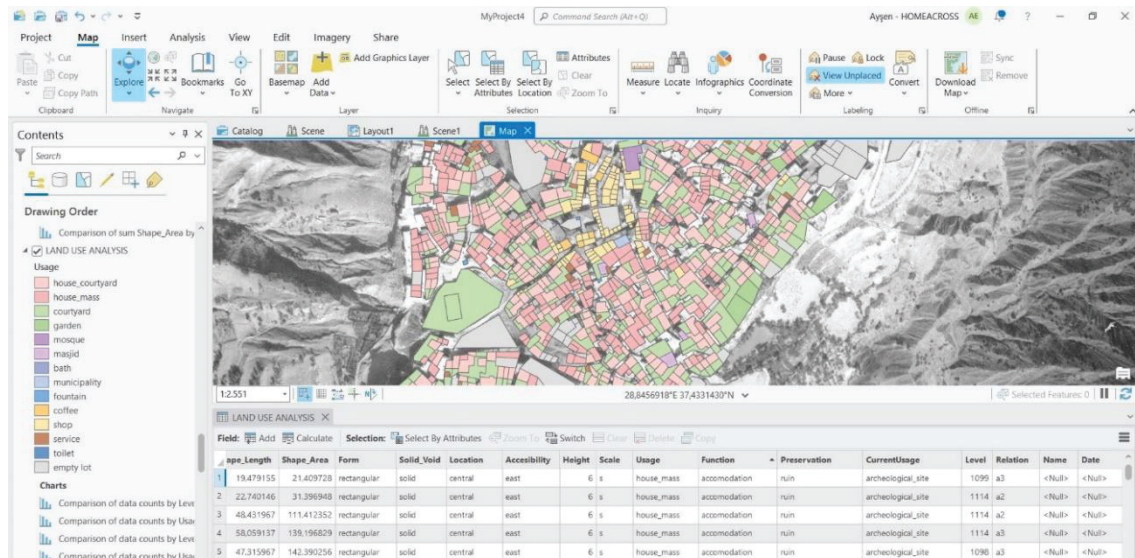 MyProject4 Command Search (Alt+Q) Ayşen - HOMEACROSS AE ?
Project Map Insert Analysis View Edit Imagery Share
Paste Cut Copy Copy Path
Clipboard
Explore Bookmarks Go To XY
Navigate
Basemap Add Data Add Graphics Layer
Layer
Select Select By Attributes Select By Location Attributes Clear Zoom To
Selection
Measure Locate Infographics Coordinate Conversion
Inquiry
Pause Lock View Unplaced More Convert
Labeling
Download Map Sync Remove
Offline
Contents
Search
Drawing Order
Comparison of sum Shape_Area by
LAND USE ANALYSIS
Usage
house_courtyard
house_mass
courtyard
garden
mosque
masjid
bath
municipality
fountain
coffee
shop
service
toilet
empty lot
Charts
Comparison of data counts by Leve
Comparison of data counts by Usag
Comparison of data counts by Leve
Comparison of data counts by Usag
Catalog Scene Layout1 Scene1 Map
1:2.551 28,8456918°E 37,4331430°N Selected Features: 0
LAND USE ANALYSIS
Field: Add Calculate Selection: Select By Attributes Zoom To Switch Clear Delete Copy
ape_Length Shape_Area Form Solid_Void Location Accesibility Height Scale Usage Function Preservation CurrentUsage Level Relation Name Date
1 19,479155 21,409728 rectangular solid central east 6 s house_mass accomodation ruin archeological_site 1099 a3 <Null> <Null>
2 22,740146 31,396948 rectangular solid central east 6 s house_mass accomodation ruin archeological_site 1114 a2 <Null> <Null>
3 48,431967 111,412352 rectangular solid central east 6 s house_mass accomodation ruin archeological_site 1114 a2 <Null> <Null>
4 58,059137 139,196829 rectangular solid central east 6 s house_mass accomodation ruin archeological_site 1114 a3 <Null> <Null>
5 47,315967 142,390256 rectangular solid central east 6 s house_mass accomodation ruin archeological_site 1098 a3 <Null> <Null>